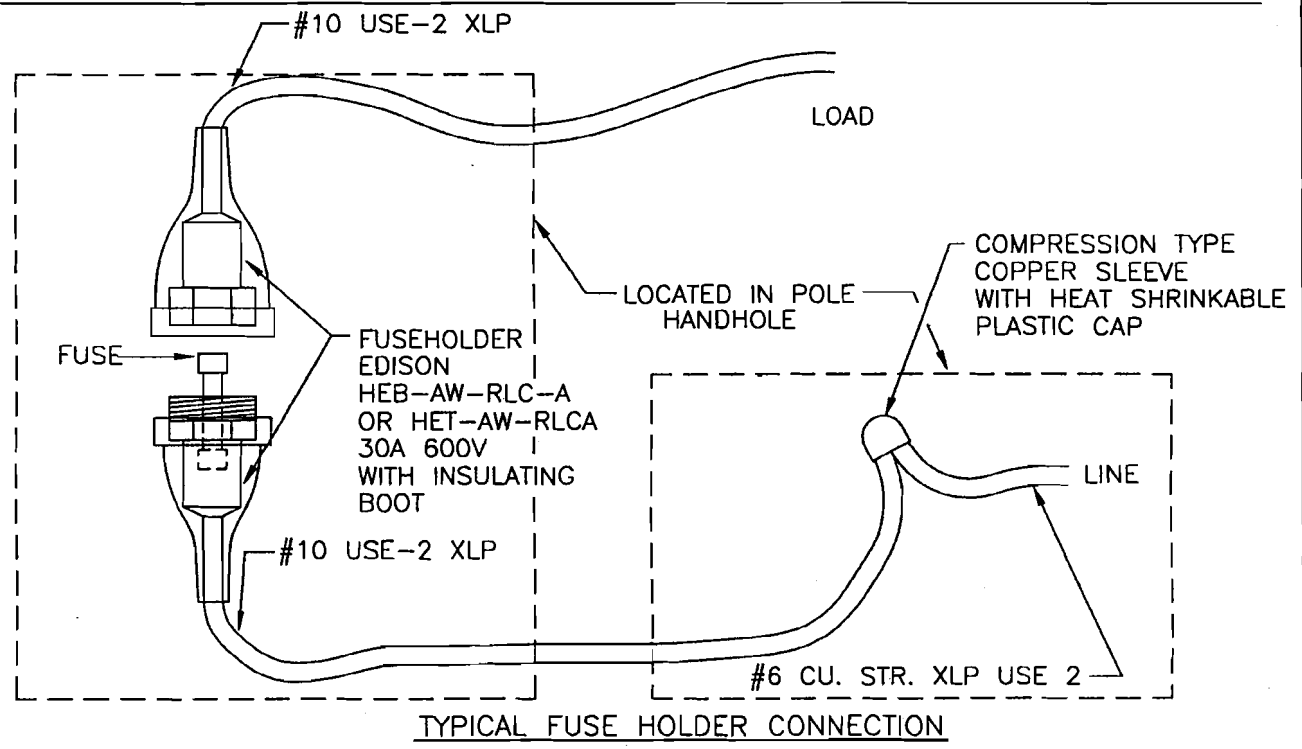 #10 USE-2 XLP
LOAD
COMPRESSION TYPE
COPPER SLEEVE
WITH HEAT SHRINKABLE
PLASTIC CAP
LOCATED IN POLE
HANDHOLE
FUSE
FUSEHOLDER
EDISON
HEB-AW-RLC-A
OR HET-AW-RLCA
30A 600V
WITH INSULATING
BOOT
LINE
#10 USE-2 XLP
#6 CU. STR. XLP USE 2
TYPICAL FUSE HOLDER CONNECTION